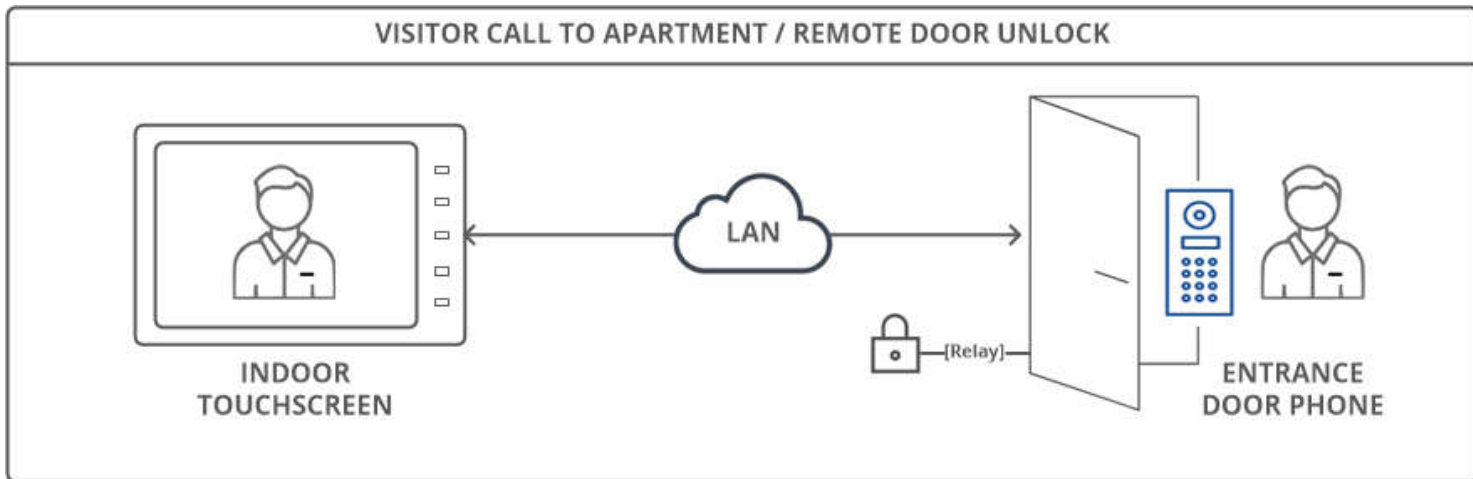 VISITOR CALL TO APARTMENT / REMOTE DOOR UNLOCK
LAN
[Relay]
INDOOR
TOUCHSCREEN
ENTRANCE
DOOR PHONE